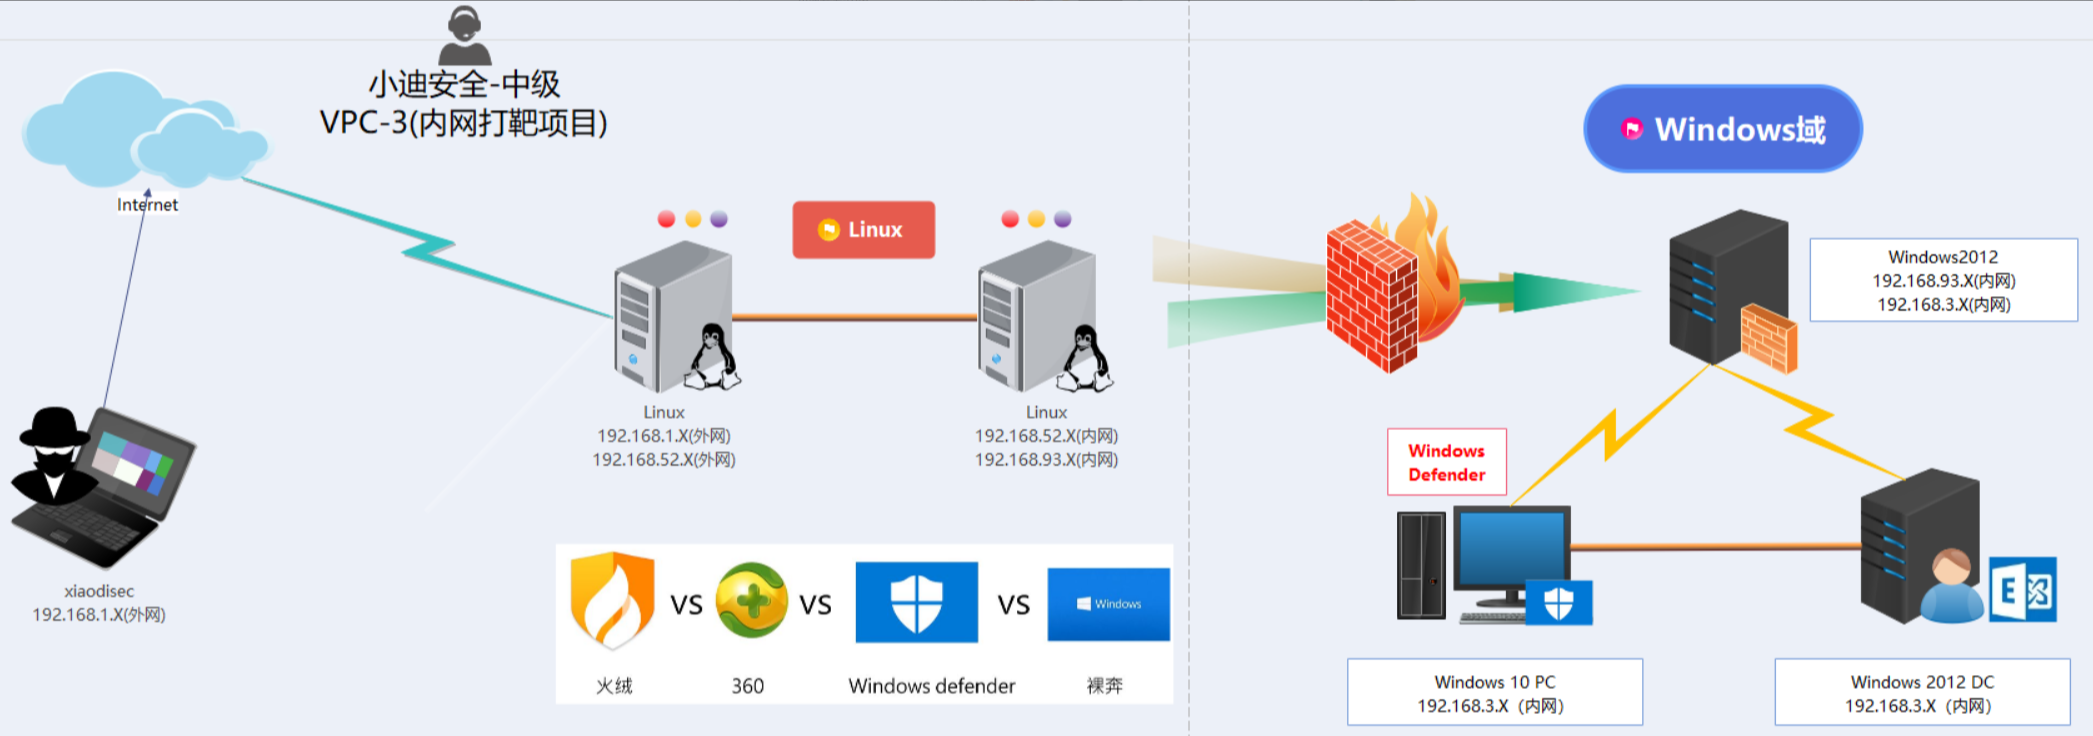 小迪安全-中级
VPC-3(内网打靶项目)
Internet
Windows域
Linux
Windows2012
192.168.93.X(内网)
192.168.3.X(内网)
Linux
192.168.1.X(外网)
192.168.52.X(外网)
Linux
192.168.52.X(内网)
192.168.93.X(内网)
Windows
Defender
xiaodisec
192.168.1.X(外网)
VS
VS
VS
Windows
火绒
360
Windows defender
裸奔
E
Windows 10 PC
192.168.3.X（内网）
Windows 2012 DC
192.168.3.X（内网）